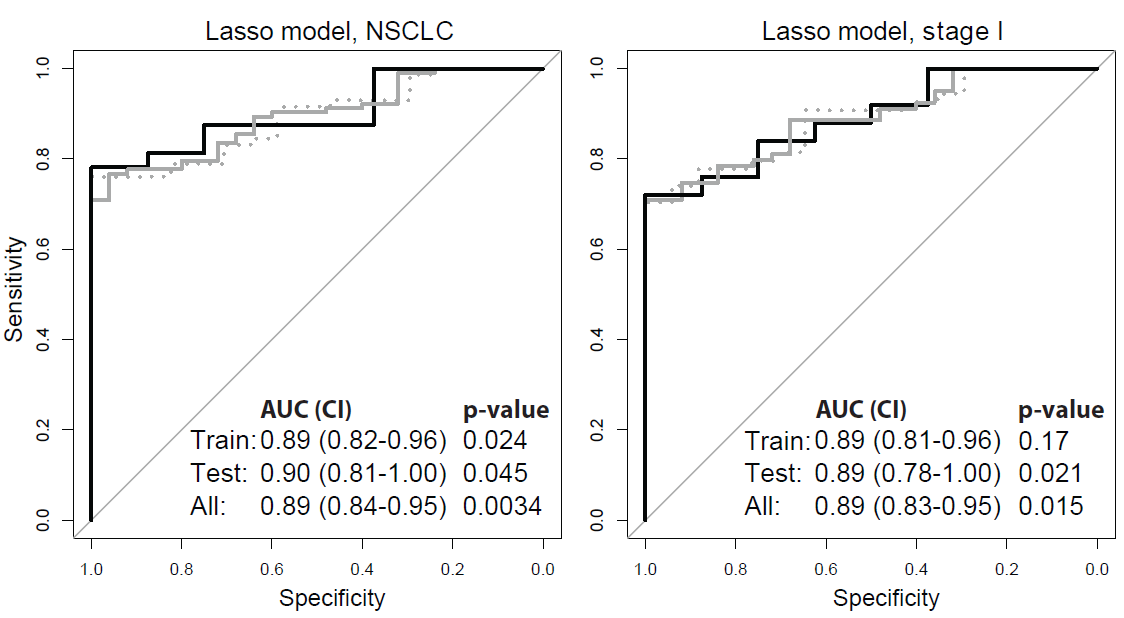 Lasso model, NSCLC
Sensitivity
1.0
0.8
0.6
0.4
0.2
0.0
AUC (CI) p-value
Train: 0.89 (0.82-0.96) 0.024
Test: 0.90 (0.81-1.00) 0.045
All: 0.89 (0.84-0.95) 0.0034
1.0 0.8 0.6 0.4 0.2 0.0
Specificity
Lasso model, stage I
1.0
0.8
0.6
0.4
0.2
0.0
AUC (CI) p-value
Train: 0.89 (0.81-0.96) 0.17
Test: 0.89 (0.78-1.00) 0.021
All: 0.89 (0.83-0.95) 0.015
1.0 0.8 0.6 0.4 0.2 0.0
Specificity